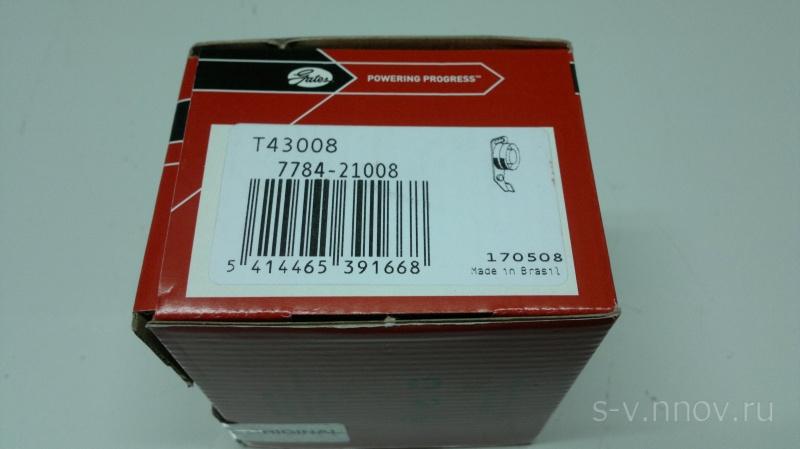 Gates
POWERING PROGRESS™
T43008
7784-21008
5 414465 391668
170508
Made in Brasil
s-v.nnov.ru